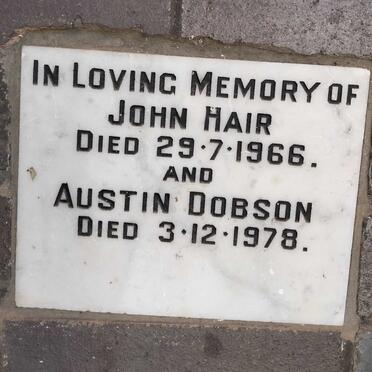 IN LOVING MEMORY OF
JOHN HAIR
DIED 29·7·1966.
AND
AUSTIN DOBSON
DIED 3·12·1978.